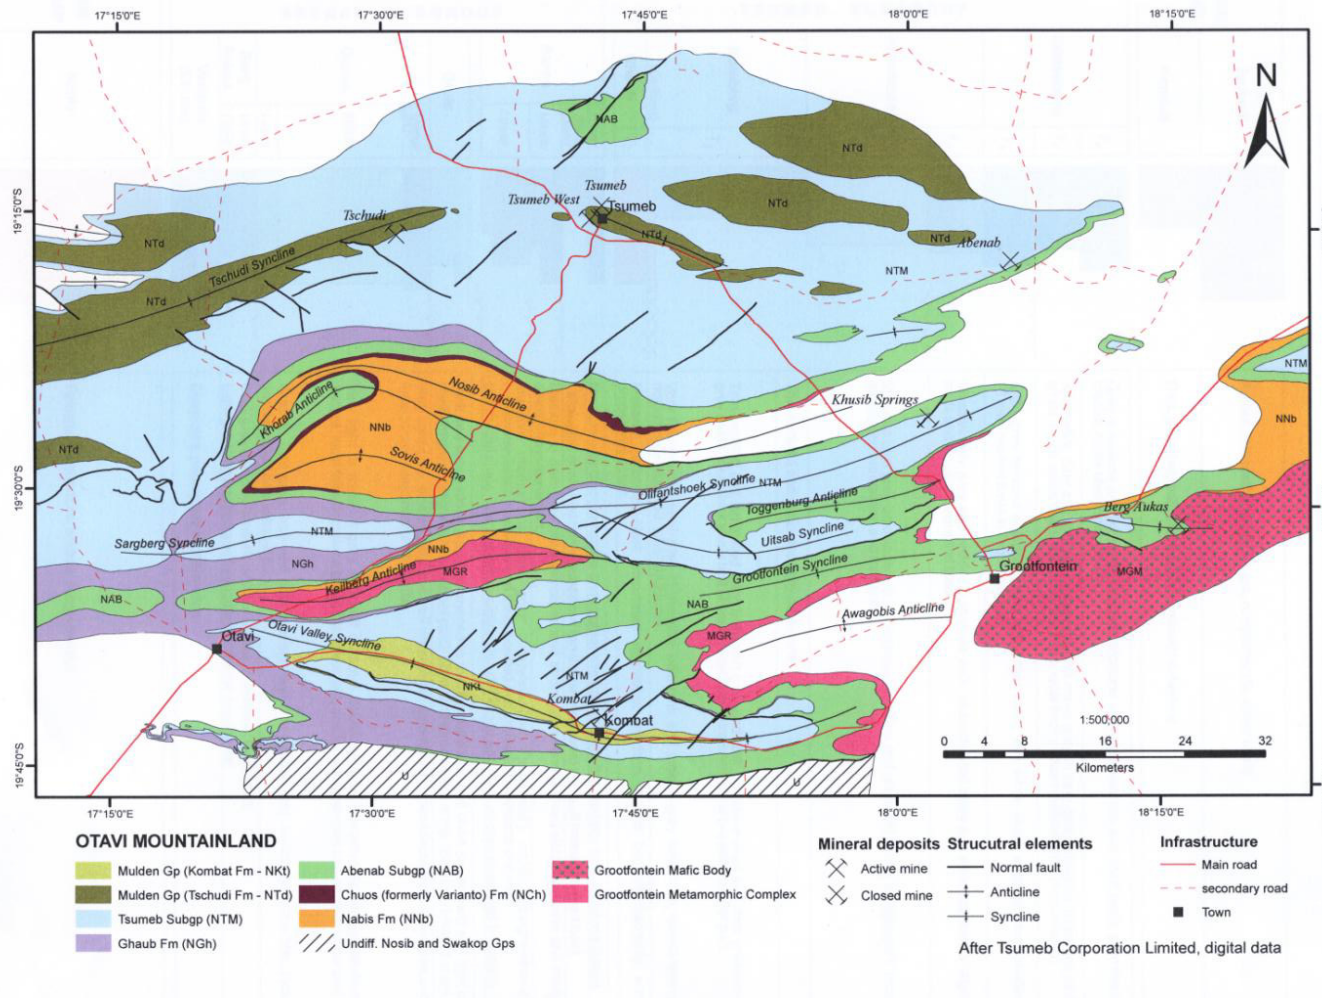 17°15'0"E
17°30'0"E
17°45'0"E
18°0'0"E
18°15'0"E
N
NAB
NTd
Tsumeb
NTd
Tsumeb West
Tsumeb
19°15'0"S
Tschudi
NTd
NTd
Abenab
NTd
Tschudi Syncline
NTM
NTd
NTM
Nosib Anticline
Khorab Anticline
Khusib Springs
NNb
NNb
NTd
Sovis Anticline
19°30'0"S
Olifantshoek Syncline
NTM
Toggenburg Anticline
Berg Aukas
NTM
Uitsab Syncline
Sargberg Syncline
NNb
NGh
Keilberg Anticline
MGR
Grootfontein Syncline
Grootfontein
MGM
NAB
NAB
Awagobis Anticline
Otavi Valley Syncline
Otavi
MGR
NTM
NKt
Kombat
Kombat
1:500,000
0 4 8 16 24 32
Kilometers
19°45'0"S
U
U
17°15'0"E
17°30'0"E
17°45'0"E
18°0'0"E
18°15'0"E
OTAVI MOUNTAINLAND
Mulden Gp (Kombat Fm - NKt)
Mulden Gp (Tschudi Fm - NTd)
Tsumeb Subgp (NTM)
Ghaub Fm (NGh)
Abenab Subgp (NAB)
Chuos (formerly Varianto) Fm (NCh)
Nabis Fm (NNb)
Undiff. Nosib and Swakop Gps
Grootfontein Mafic Body
Grootfontein Metamorphic Complex
Mineral deposits
Active mine
Closed mine
Strucutral elements
Normal fault
Anticline
Syncline
Infrastructure
Main road
secondary road
Town
After Tsumeb Corporation Limited, digital data